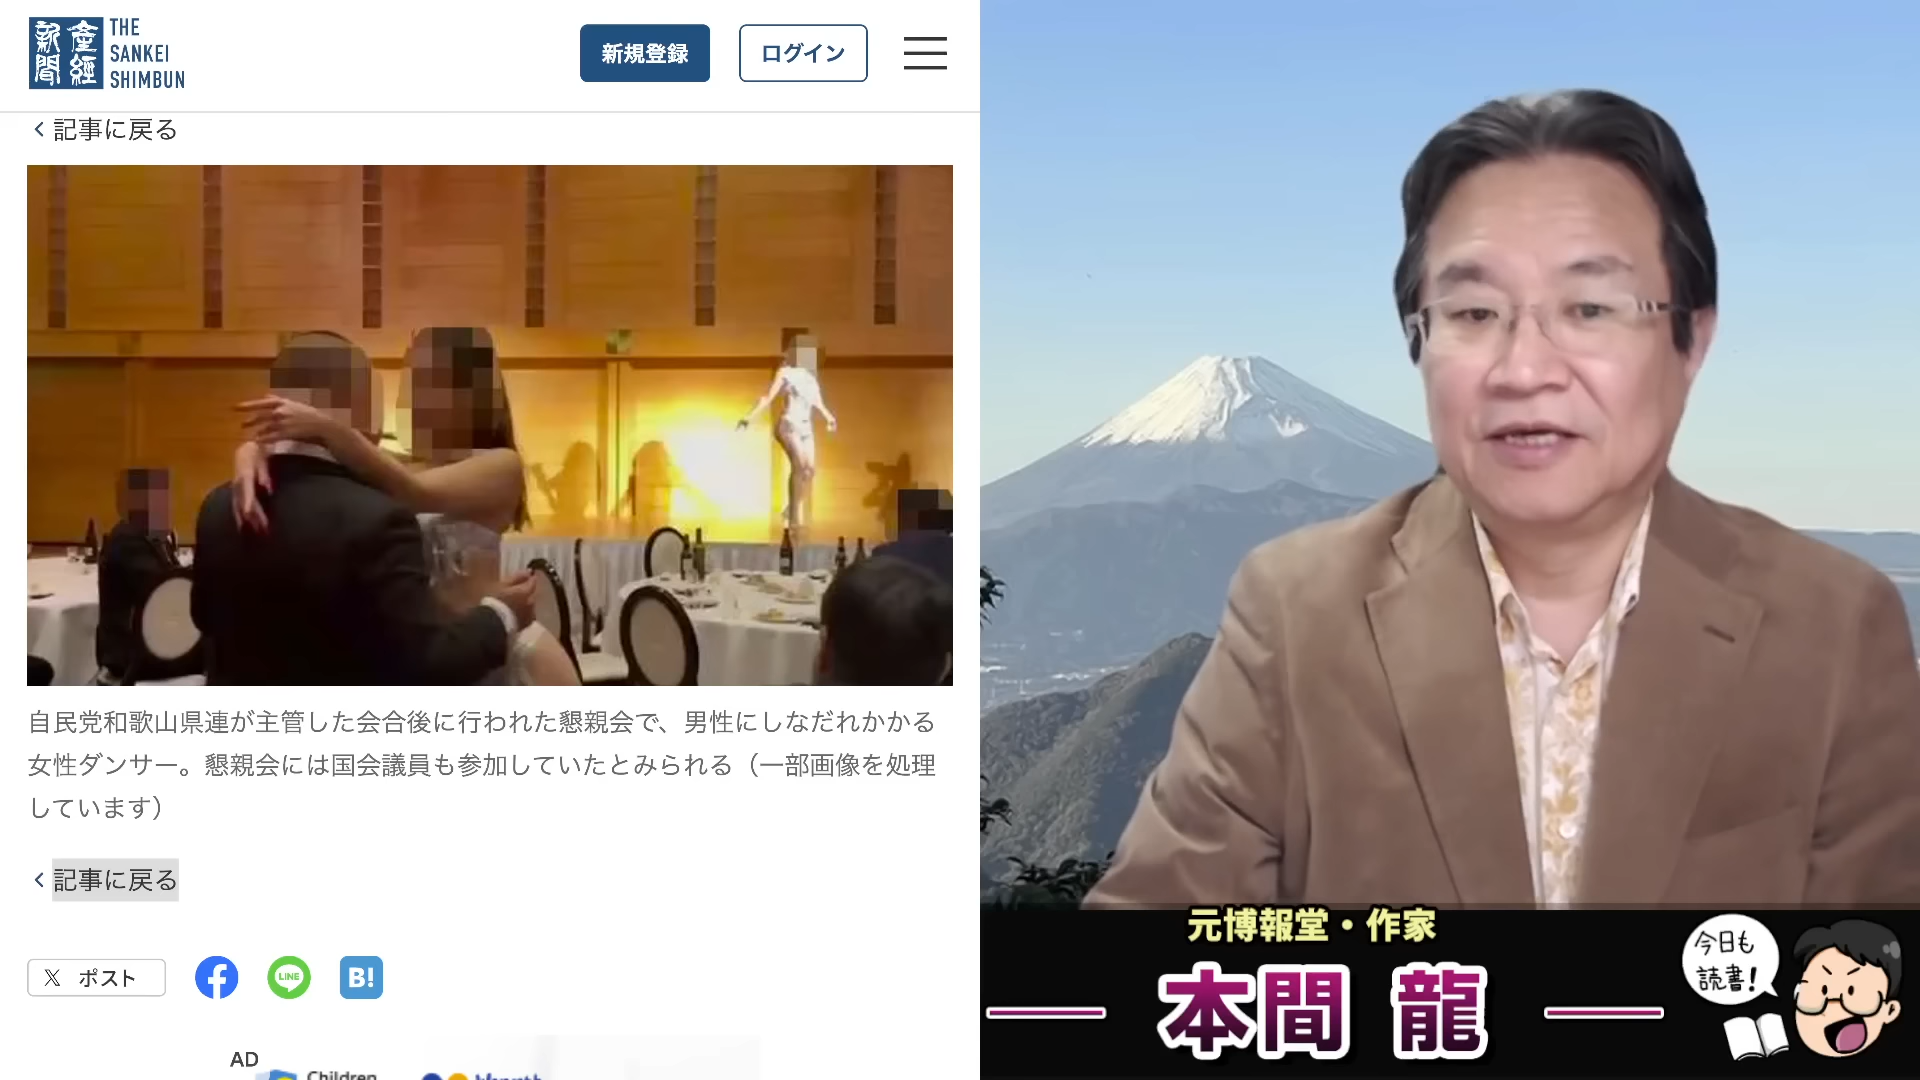 新聞
産經
THE
SANKEI
SHIMBUN
新規登録
ログイン
記事に戻る
自民党和歌山県連が主管した会合後に行われた懇親会で、男性にしなだれかかる
女性ダンサー。懇親会には国会議員も参加していたとみられる（一部画像を処理
しています）
記事に戻る
X ポスト
LINE
B!
AD
Children
元博報堂・作家
本間 龍
今日も
読書!